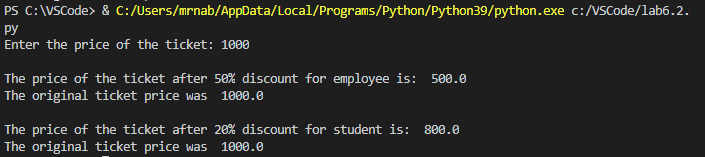 PS C:\VSCode> & C:/Users/mrnab/AppData/Local/Programs/Python/Python39/python.exe c:/VSCode/lab6.2.
py
Enter the price of the ticket: 1000
The price of the ticket after 50% discount for employee is:  500.0
The original ticket price was  1000.0
The price of the ticket after 20% discount for student is:  800.0
The original ticket price was  1000.0